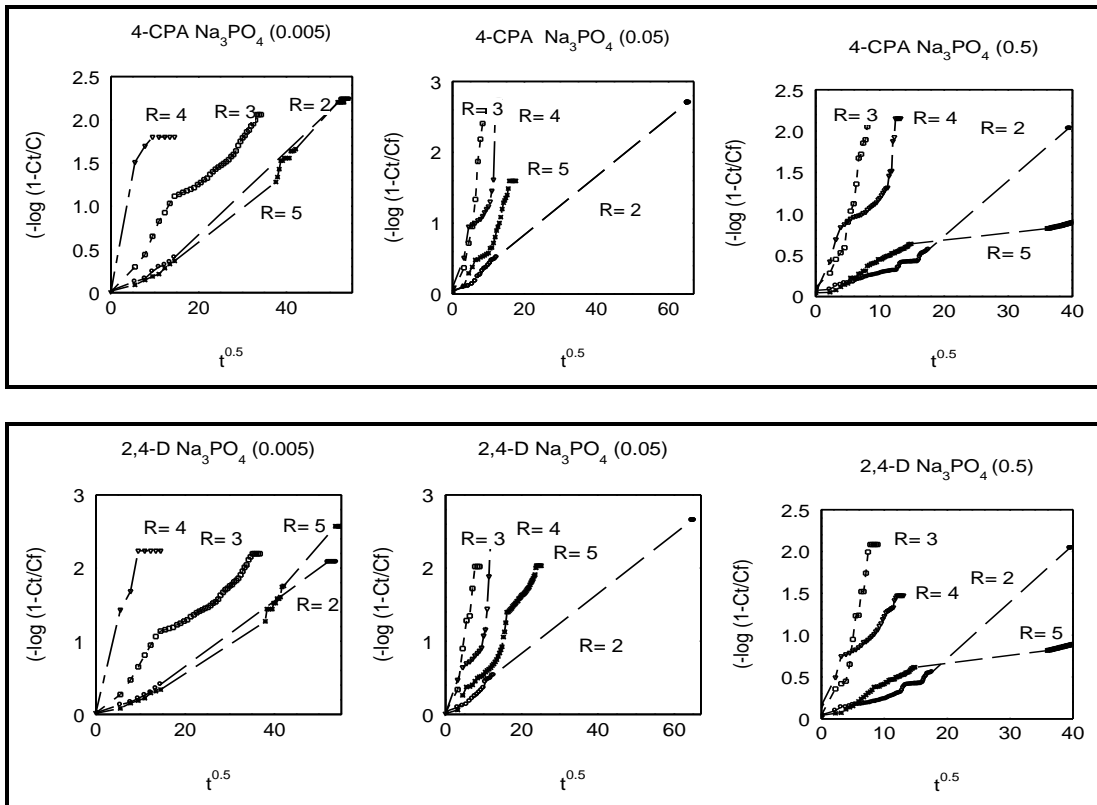 4-CPA Na3PO4 (0.005)
(-log (1-Ct/C)
2.5
2.0
1.5
1.0
0.5
0
0
20
40
R= 4
R= 3
R= 2
R= 5
t^0.5
4-CPA Na3PO4 (0.05)
(-log (1-Ct/Cf)
3
2
1
0
0
20
40
60
R= 3
R= 4
R= 5
R= 2
t^0.5
4-CPA Na3PO4 (0.5)
(-log (1-Ct/Cf)
2.5
2.0
1.5
1.0
0.5
0
0
10
20
30
40
R= 3
R= 4
R= 2
R= 5
t^0.5
2,4-D Na3PO4 (0.005)
(-log (1-Ct/Cf)
3
2
1
0
0
20
40
R= 4
R= 3
R= 5
R= 2
t^0.5
2,4-D Na3PO4 (0.05)
(-log (1-Ct/Cf)
3
2
1
0
0
20
40
60
R= 3
R= 4
R= 5
R= 2
t^0.5
2,4-D Na3PO4 (0.5)
(-log (1-Ct/Cf)
2.5
2.0
1.5
1.0
0.5
0
0
10
20
30
40
R= 3
R= 2
R= 4
R= 5
t^0.5